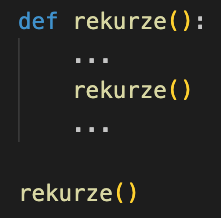 def rekurze():
    ...
    rekurze()
    ...

rekurze()